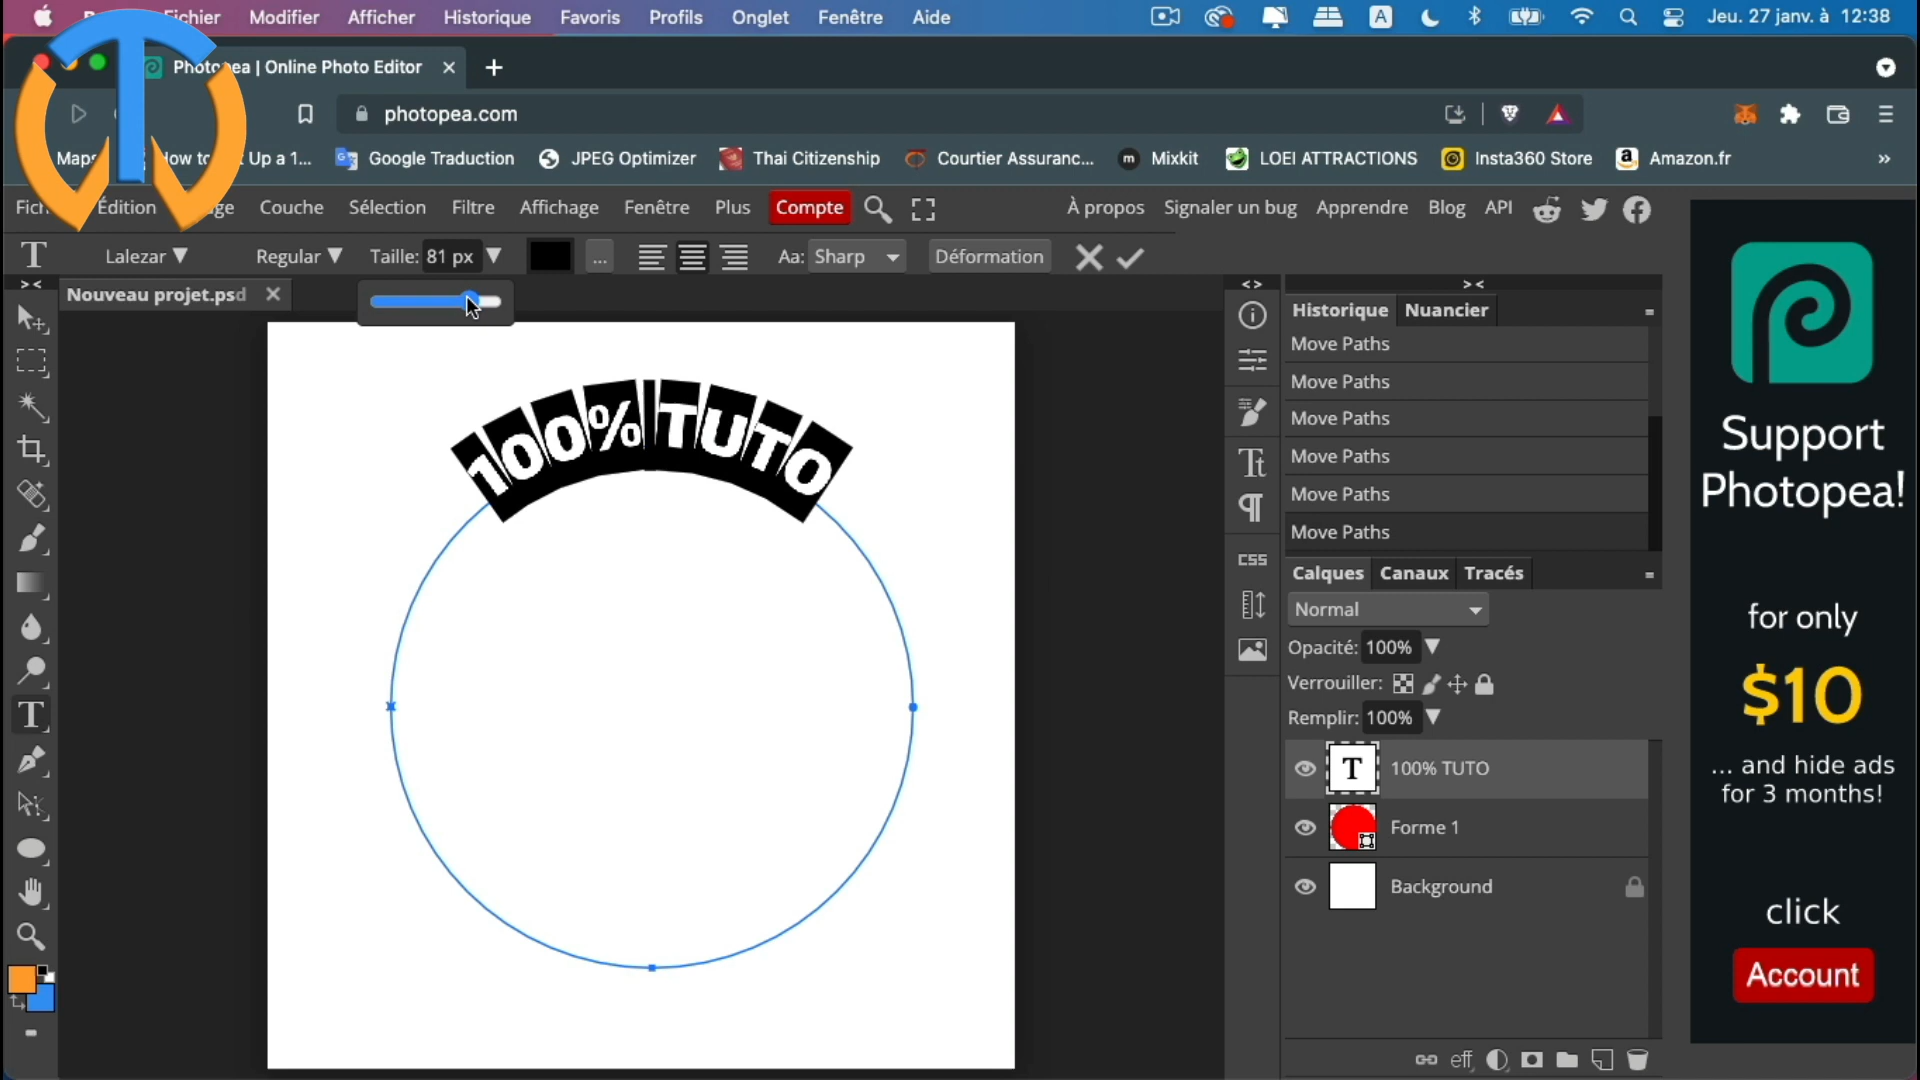 Fichier Modifier Afficher Historique Favoris Profils Onglet Fenêtre Aide A Jeu. 27 janv. à 12:38
Photopea | Online Photo Editor
photopea.com
Maps Up a 1... Google Traduction JPEG Optimizer Thai Citizenship Courtier Assuranc... m Mixkit LOEI ATTRACTIONS Insta360 Store Amazon.fr »
Édition Couche Sélection Filtre Affichage Fenêtre Plus Compte À propos Signaler un bug Apprendre Blog API
T Lalezar Regular Taille: 81 px ... Aa: Sharp Déformation
Nouveau projet.psd
100% TUTO
Historique Nuancier
Move Paths
Move Paths
Move Paths
Move Paths
Move Paths
Move Paths
CSS
Calques Canaux Tracés
Normal
Opacité: 100%
Verrouiller:
Remplir: 100%
T 100% TUTO
Forme 1
Background
eff
Support
Photopea!
for only
$10
... and hide ads
for 3 months!
click
Account